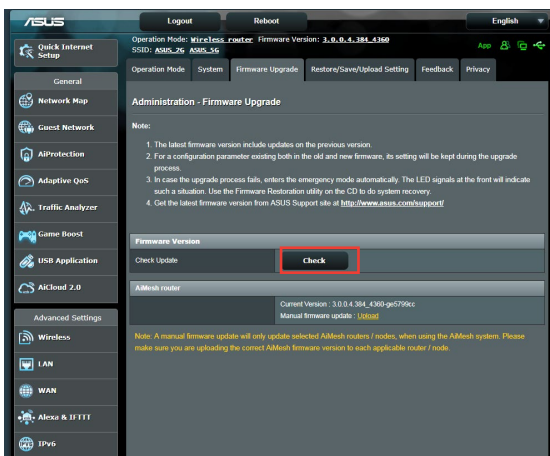 ASUS
Logout
Reboot
English
Quick Internet
Setup
Operation Mode: Wireless router Firmware Version: 3.0.0.4.384_4360
SSID: ASUS_2G ASUS_5G
App
Operation Mode
System
Firmware Upgrade
Restore/Save/Upload Setting
Feedback
Privacy
General
Network Map
Guest Network
AiProtection
Adaptive QoS
Traffic Analyzer
Game Boost
USB Application
AiCloud 2.0
Advanced Settings
Wireless
LAN
WAN
Alexa & IFTTT
IPv6
Administration - Firmware Upgrade
Note:
1. The latest firmware version include updates on the previous version.
2. For a configuration parameter existing both in the old and new firmware, its setting will be kept during the upgrade
process.
3. In case the upgrade process fails, enters the emergency mode automatically. The LED signals at the front will indicate
such a situation. Use the Firmware Restoration utility on the CD to do system recovery.
4. Get the latest firmware version from ASUS Support site at http://www.asus.com/support/
Firmware Version
Check Update
Check
AiMesh router
Current Version : 3.0.0.4.384_4360-ge5799cc
Manual firmware update : Upload
Note: A manual firmware update will only update selected AiMesh routers / nodes, when using the AiMesh system. Please
make sure you are uploading the correct AiMesh firmware version to each applicable router / node.